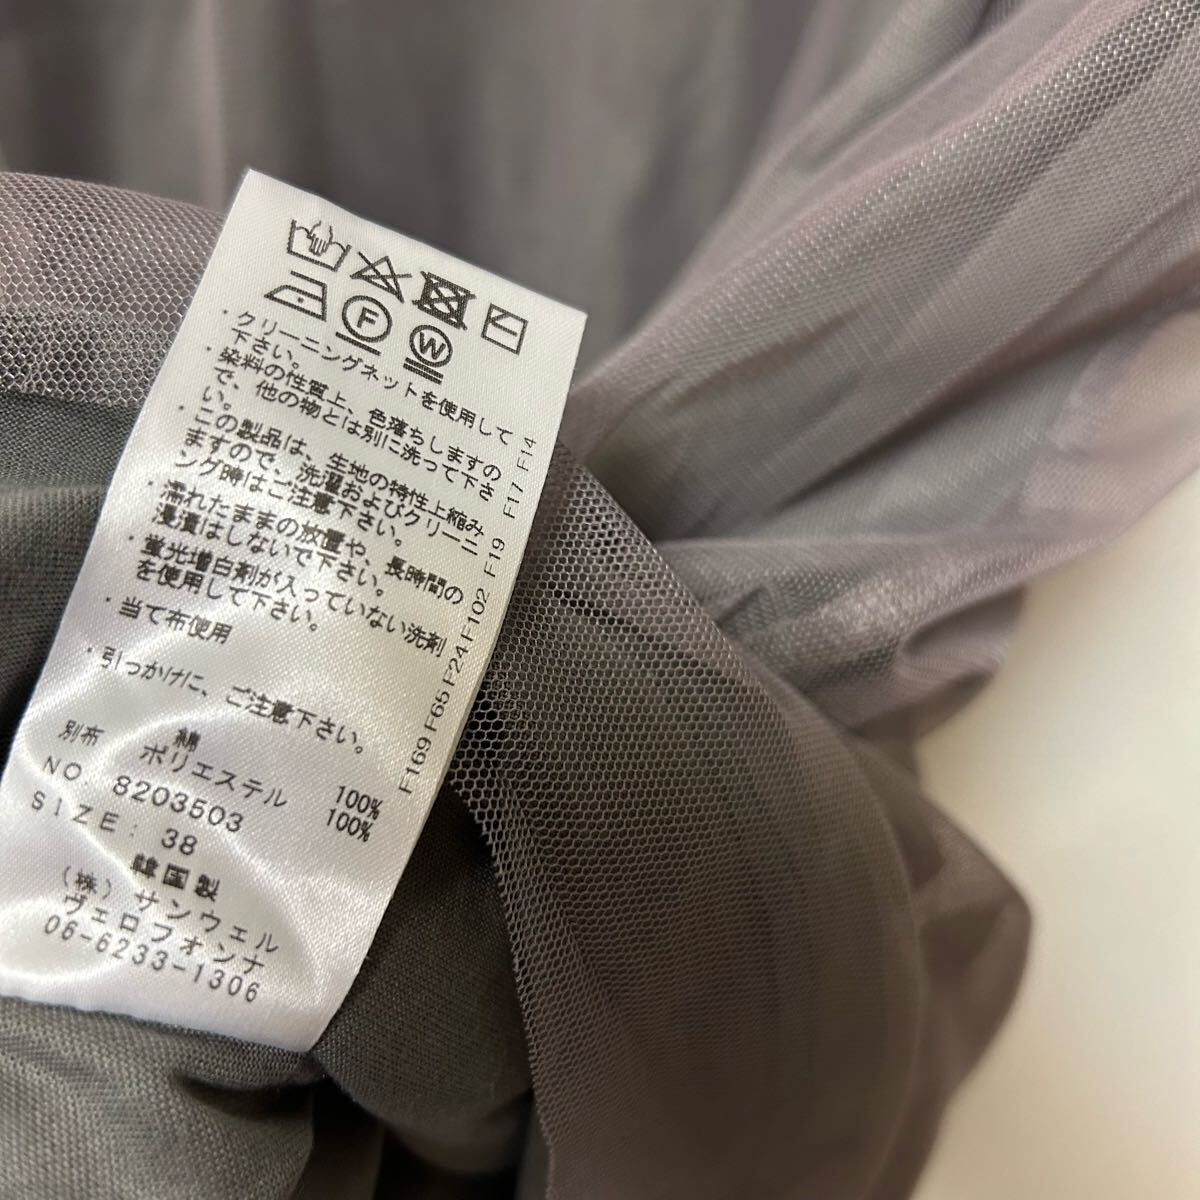 F
W
・クリーニングネットを使用して
下さい。
・染料の性質上、色落ちしますの
で、他の物とは別に洗って下さ
い。
・この製品は、生地の特性上縮み
ますので、洗濯およびクリーニ
ング時はご注意下さい。
・濡れたままの放置や、長時間の
浸漬はしないで下さい。
・蛍光増白剤が入っていない洗剤
を使用して下さい。
・当て布使用
・引っかけに、ご注意下さい。
綿 100%
別布 ポリエステル 100%
NO. 8203503
SIZE: 38
韓国製
(株) サンウェル
ヴェロフォンナ
06-6233-1306
F169 F65 F24 F102 F19 F17 F14